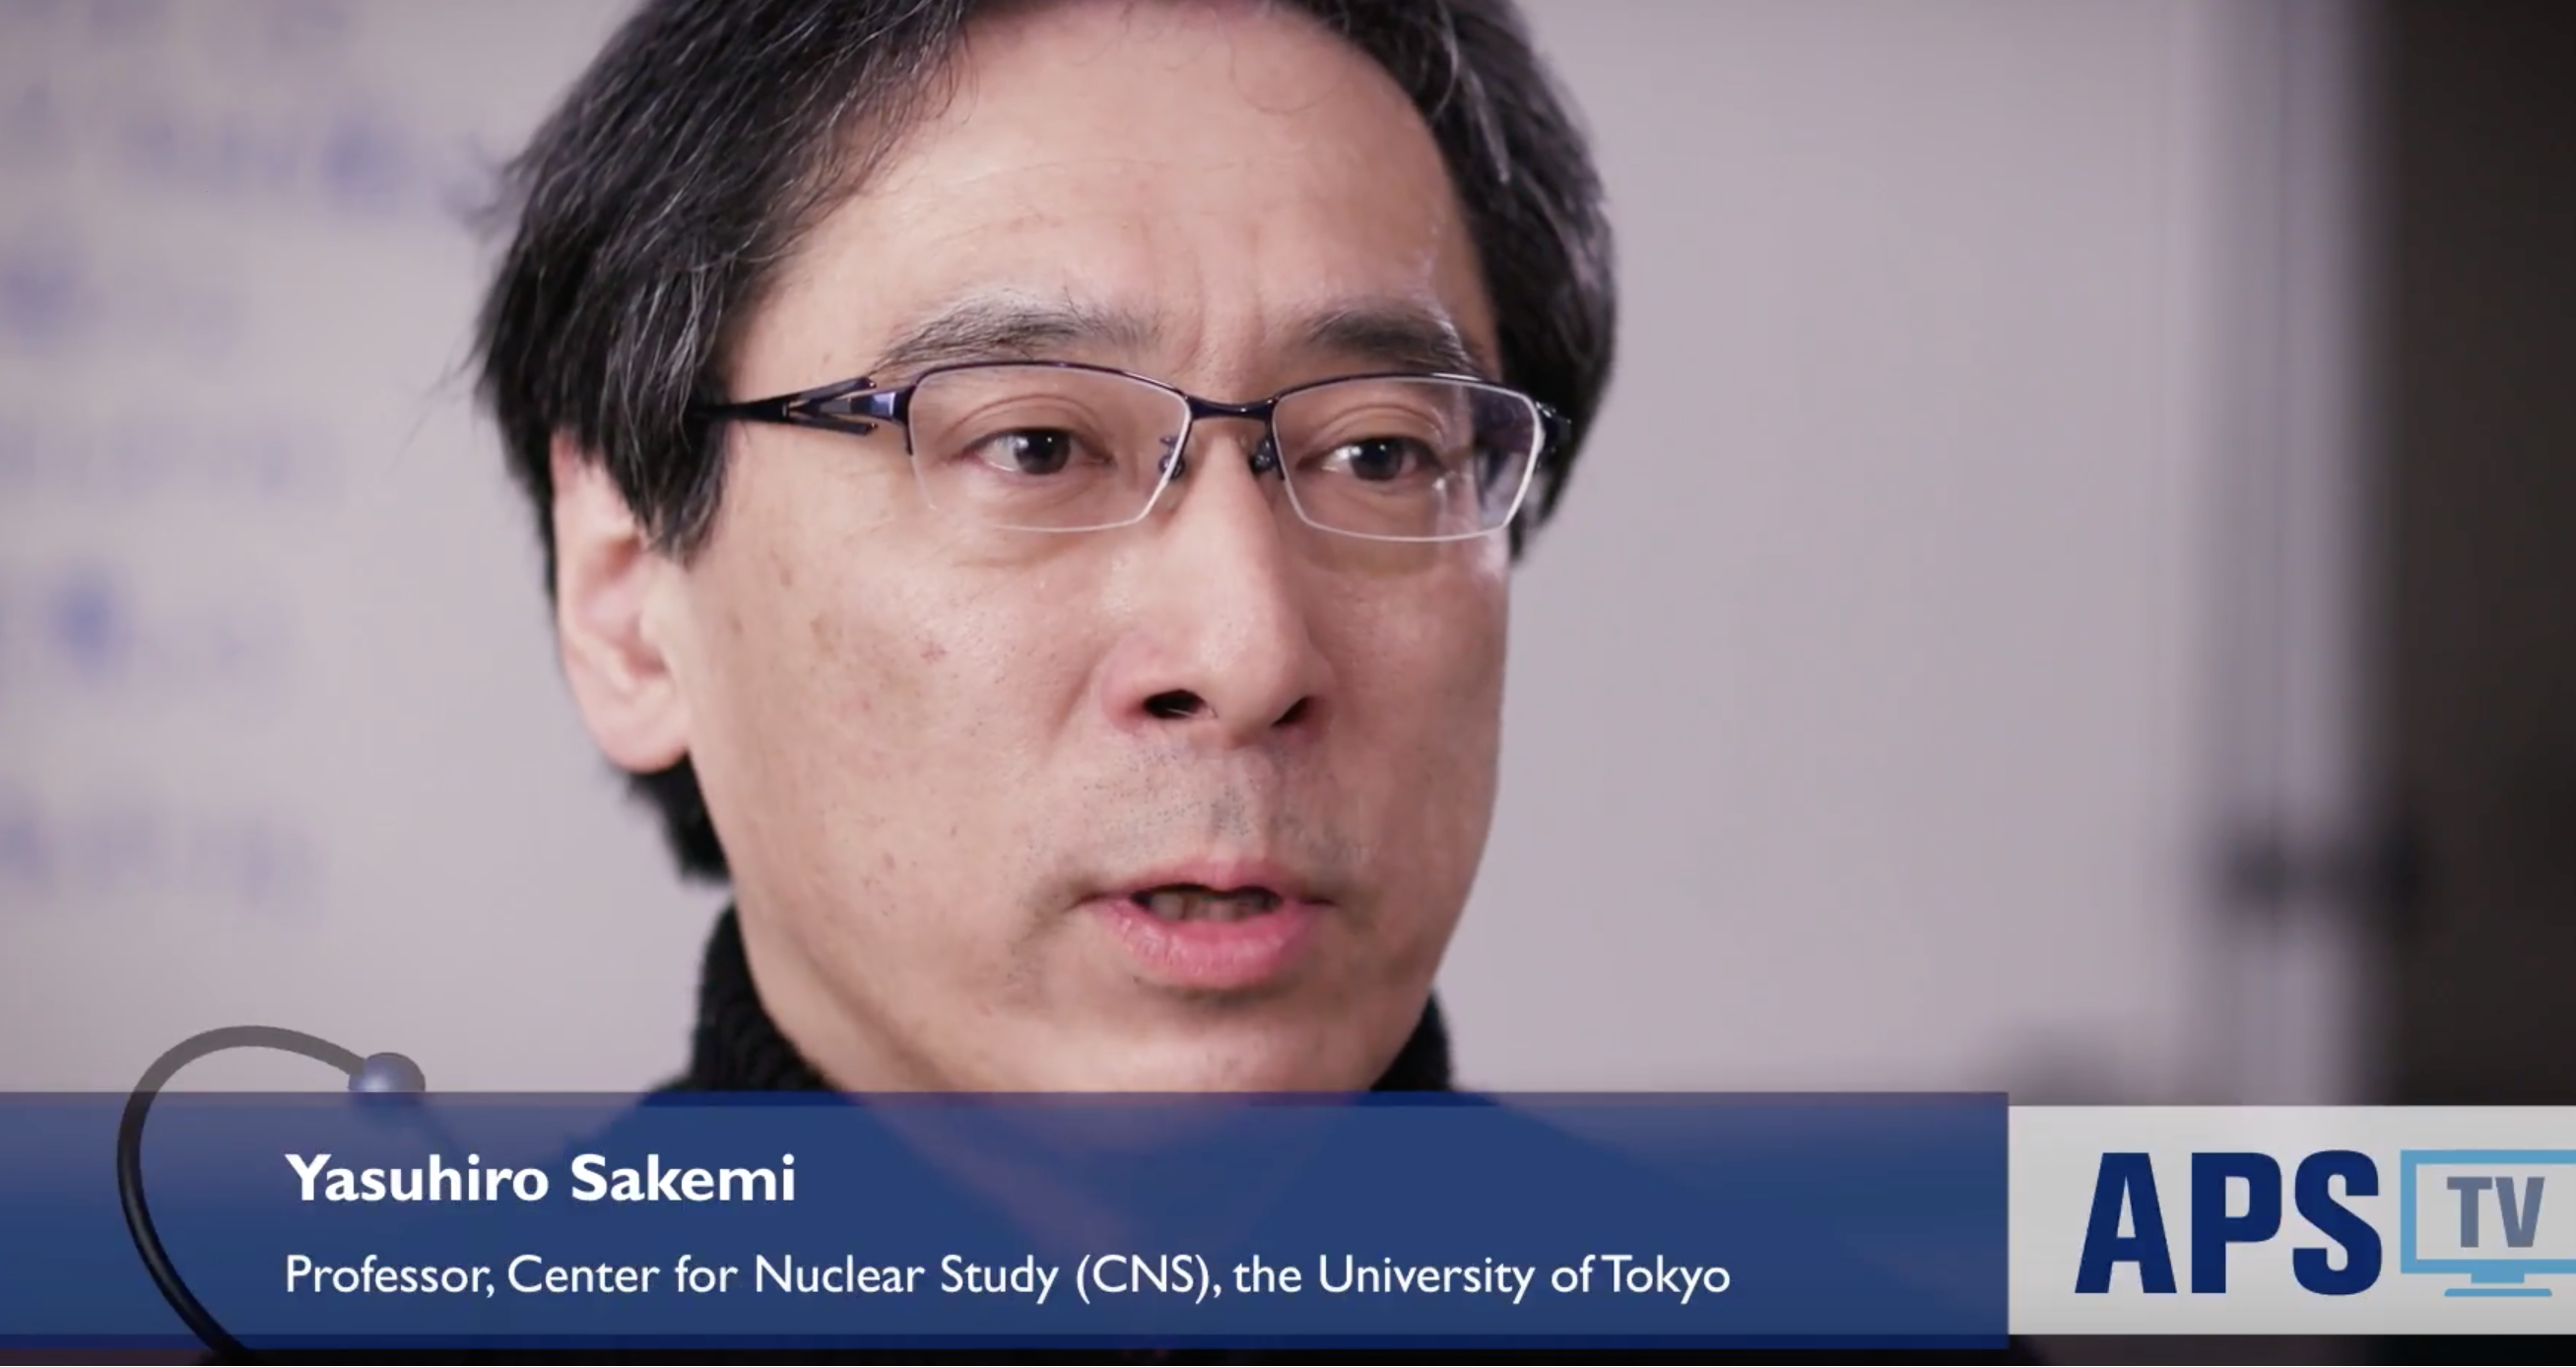 Yasuhiro Sakemi
Professor, Center for Nuclear Study (CNS), the University of Tokyo
APS TV